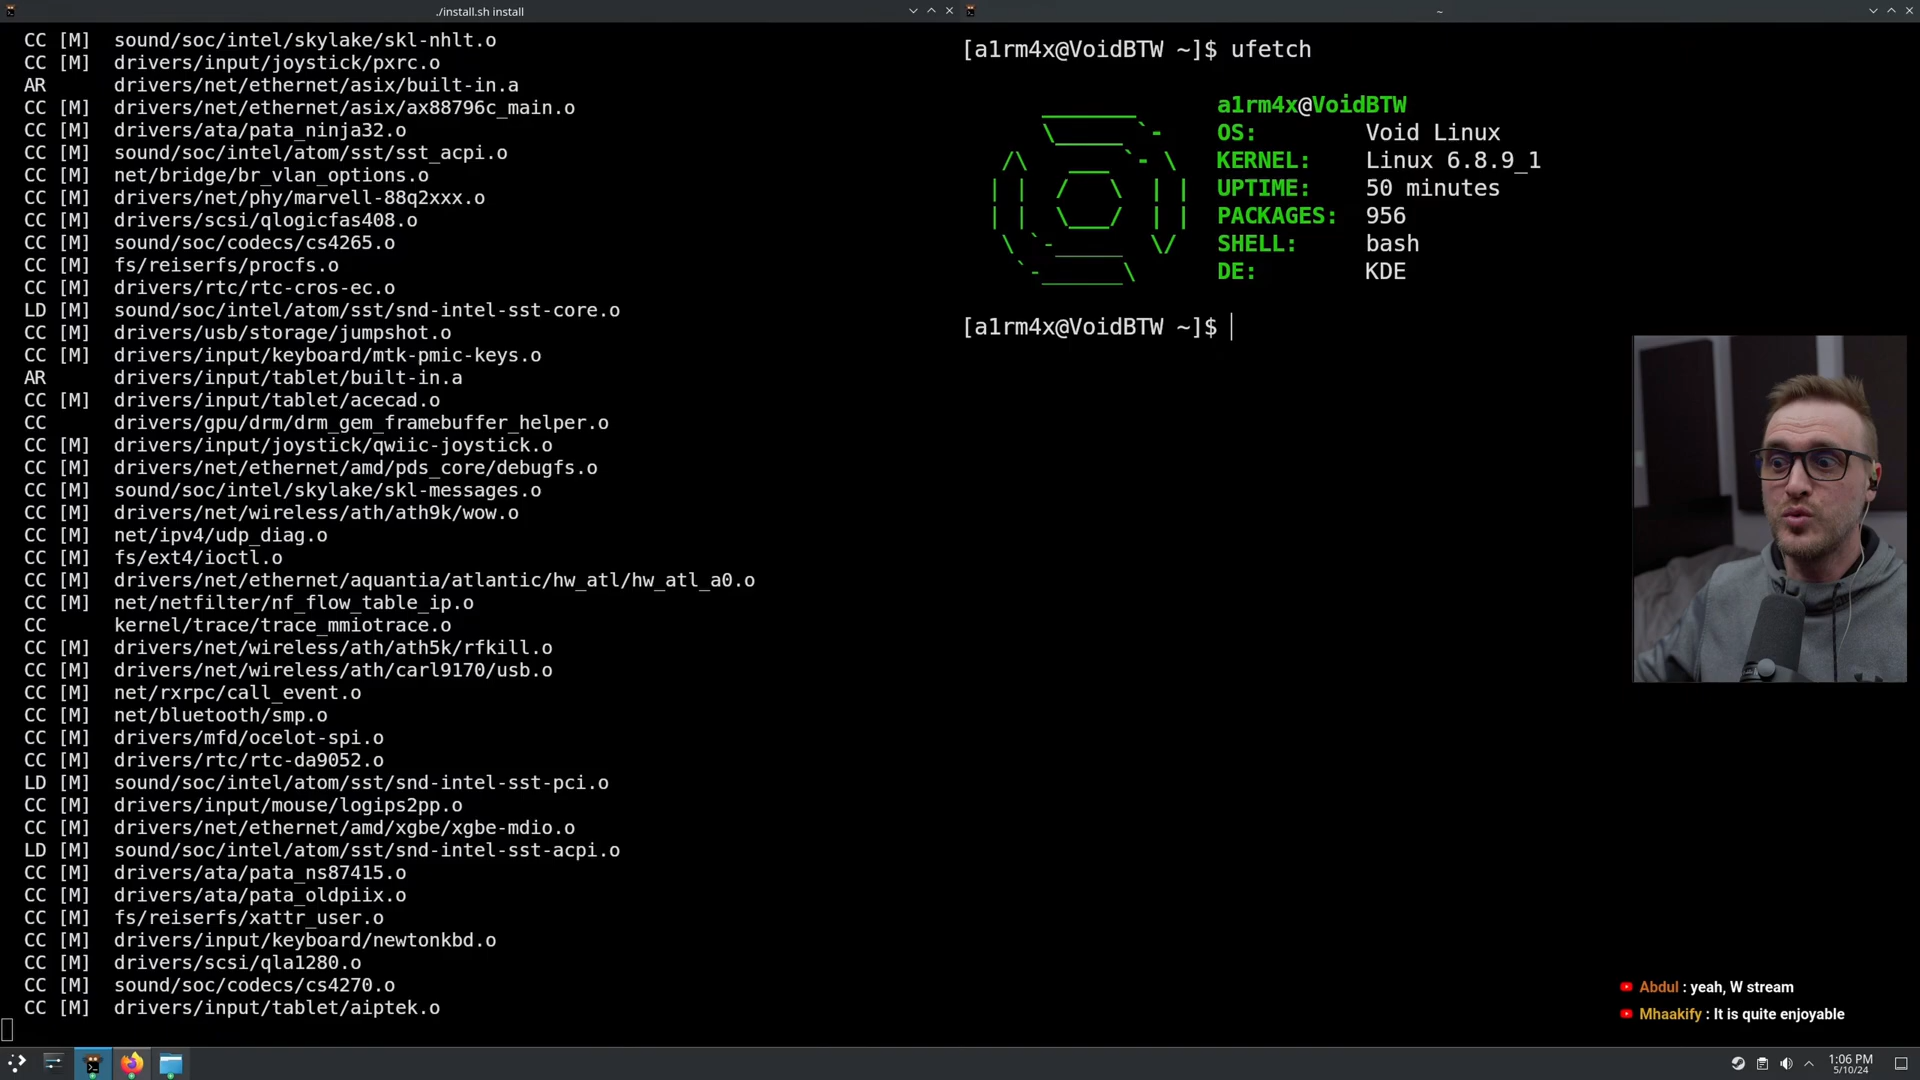 ./install.sh install
~
CC [M] sound/soc/intel/skylake/skl-nhlt.o
CC [M] drivers/input/joystick/pxrc.o
AR drivers/net/ethernet/asix/built-in.a
CC [M] drivers/net/ethernet/asix/ax88796c_main.o
CC [M] drivers/ata/pata_ninja32.o
CC [M] sound/soc/intel/atom/sst/sst_acpi.o
CC [M] net/bridge/br_vlan_options.o
CC [M] drivers/net/phy/marvell-88q2xxx.o
CC [M] drivers/scsi/qlogicfas408.o
CC [M] sound/soc/codecs/cs4265.o
CC [M] fs/reiserfs/procfs.o
CC [M] drivers/rtc/rtc-cros-ec.o
LD [M] sound/soc/intel/atom/sst/snd-intel-sst-core.o
CC [M] drivers/usb/storage/jumpshot.o
CC [M] drivers/input/keyboard/mtk-pmic-keys.o
AR drivers/input/tablet/built-in.a
CC [M] drivers/input/tablet/acecad.o
CC drivers/gpu/drm/drm_gem_framebuffer_helper.o
CC [M] drivers/input/joystick/qwiic-joystick.o
CC [M] drivers/net/ethernet/amd/pds_core/debugfs.o
CC [M] sound/soc/intel/skylake/skl-messages.o
CC [M] drivers/net/wireless/ath/ath9k/wow.o
CC [M] net/ipv4/udp_diag.o
CC [M] fs/ext4/ioctl.o
CC [M] drivers/net/ethernet/aquantia/atlantic/hw_atl/hw_atl_a0.o
CC [M] net/netfilter/nf_flow_table_ip.o
CC kernel/trace/trace_mmiotrace.o
CC [M] drivers/net/wireless/ath/ath5k/rfkill.o
CC [M] drivers/net/wireless/ath/carl9170/usb.o
CC [M] net/rxrpc/call_event.o
CC [M] net/bluetooth/smp.o
CC [M] drivers/mfd/ocelot-spi.o
CC [M] drivers/rtc/rtc-da9052.o
LD [M] sound/soc/intel/atom/sst/snd-intel-sst-pci.o
CC [M] drivers/input/mouse/logips2pp.o
CC [M] drivers/net/ethernet/amd/xgbe/xgbe-mdio.o
LD [M] sound/soc/intel/atom/sst/snd-intel-sst-acpi.o
CC [M] drivers/ata/pata_ns87415.o
CC [M] drivers/ata/pata_oldpiix.o
CC [M] fs/reiserfs/xattr_user.o
CC [M] drivers/input/keyboard/newtonkbd.o
CC [M] drivers/scsi/qla1280.o
CC [M] sound/soc/codecs/cs4270.o
CC [M] drivers/input/tablet/aiptek.o
[a1rm4x@VoidBTW ~]$ ufetch
a1rm4x@VoidBTW
OS: Void Linux
KERNEL: Linux 6.8.9_1
UPTIME: 50 minutes
PACKAGES: 956
SHELL: bash
DE: KDE
[a1rm4x@VoidBTW ~]$
Abdul : yeah, W stream
Mhaakify : It is quite enjoyable
1:06 PM
5/10/24